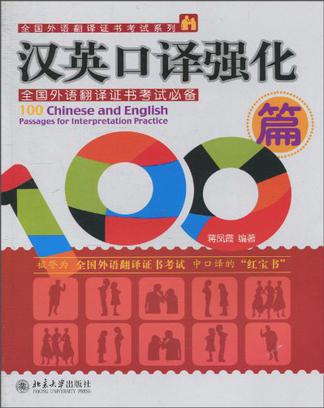 全国外语翻译证书考试系列
汉英口译强化
全国外语翻译证书考试必备
100 Chinese and English
Passages for Interpretation Practice
篇
100
蒋凤霞 编著
被誉为 全国外语翻译证书考试 中口译的“红宝书”
北京大学出版社